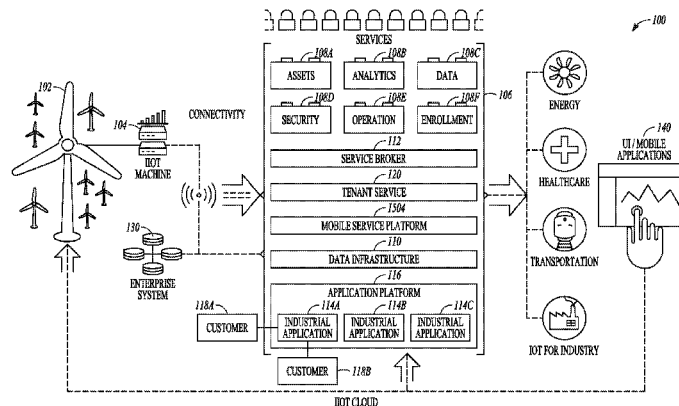 100
SERVICES
108A
108B
108C
ASSETS
ANALYTICS
DATA
106
108D
108E
108F
SECURITY
OPERATION
ENROLLMENT
112
SERVICE BROKER
120
TENANT SERVICE
1504
MOBILE SERVICE PLATFORM
110
DATA INFRASTRUCTURE
116
APPLICATION PLATFORM
114A
114B
114C
INDUSTRIAL
APPLICATION
INDUSTRIAL
APPLICATION
INDUSTRIAL
APPLICATION
118A
CUSTOMER
CUSTOMER
118B
102
104
IIOT
MACHINE
CONNECTIVITY
130
ENTERPRISE
SYSTEM
ENERGY
HEALTHCARE
TRANSPORTATION
IOT FOR INDUSTRY
140
UI / MOBILE
APPLICATIONS
IIOT CLOUD